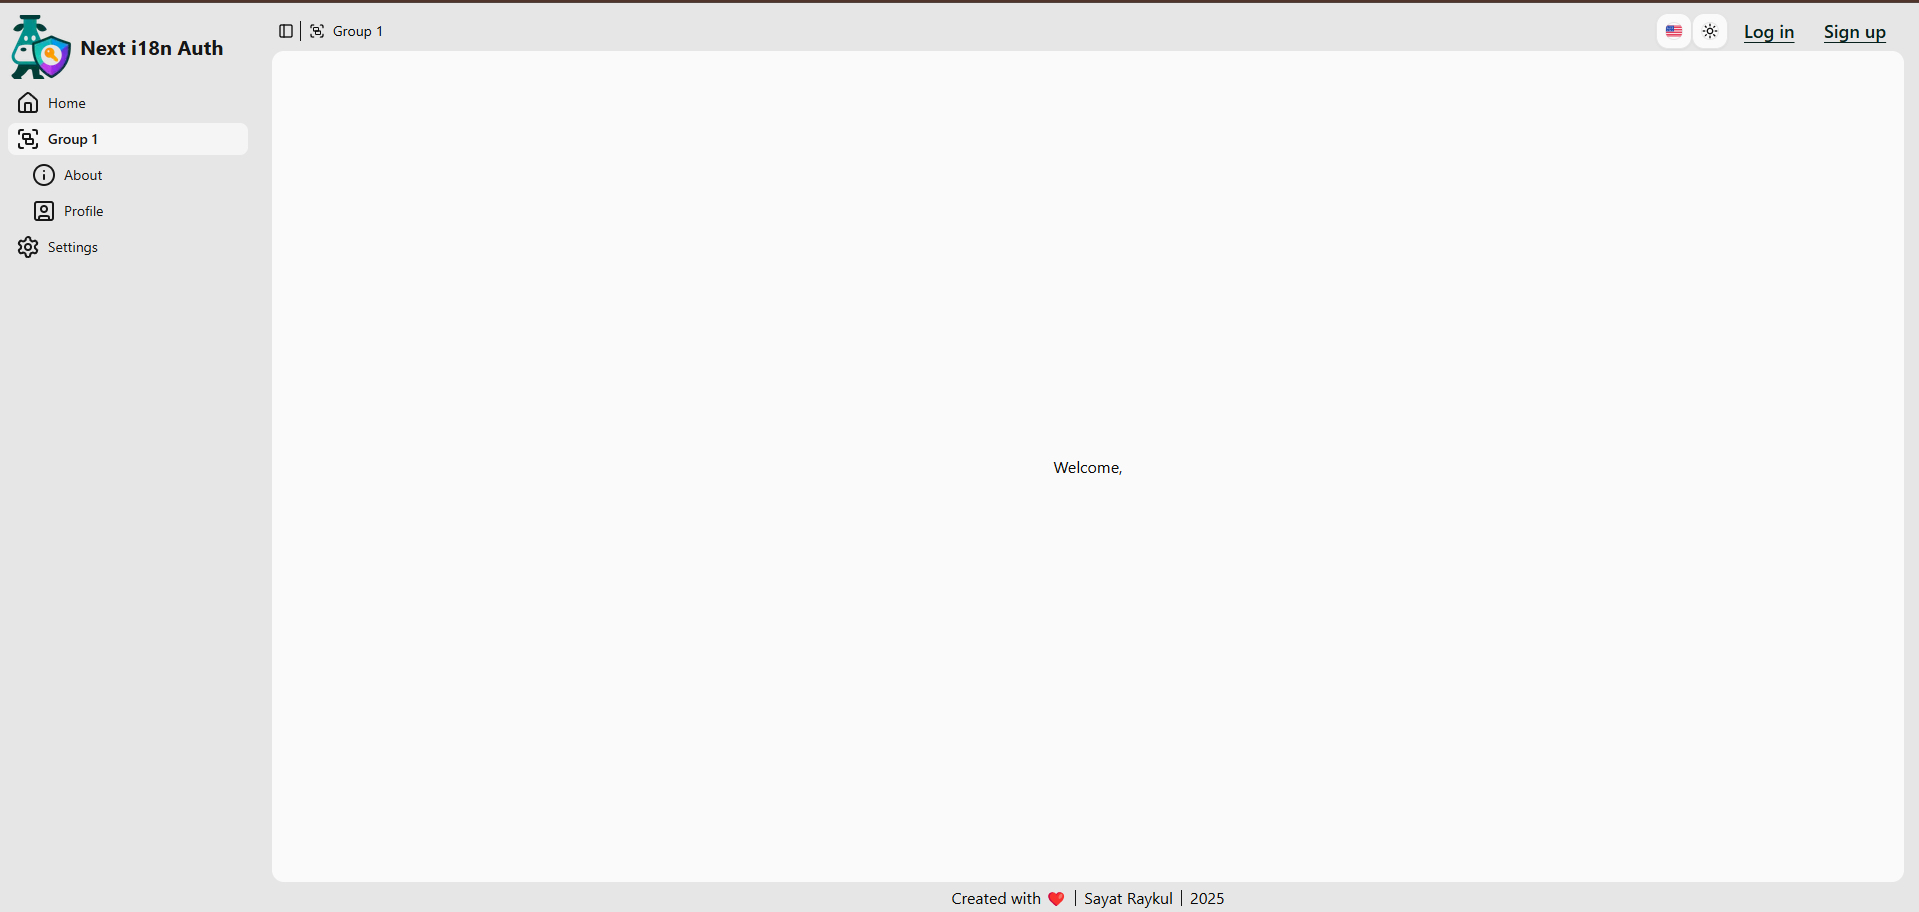 Next i18n Auth
Home
Group 1
About
Profile
Settings
Group 1
Log in
Sign up
Welcome,
Created with ❤️ | Sayat Raykul | 2025